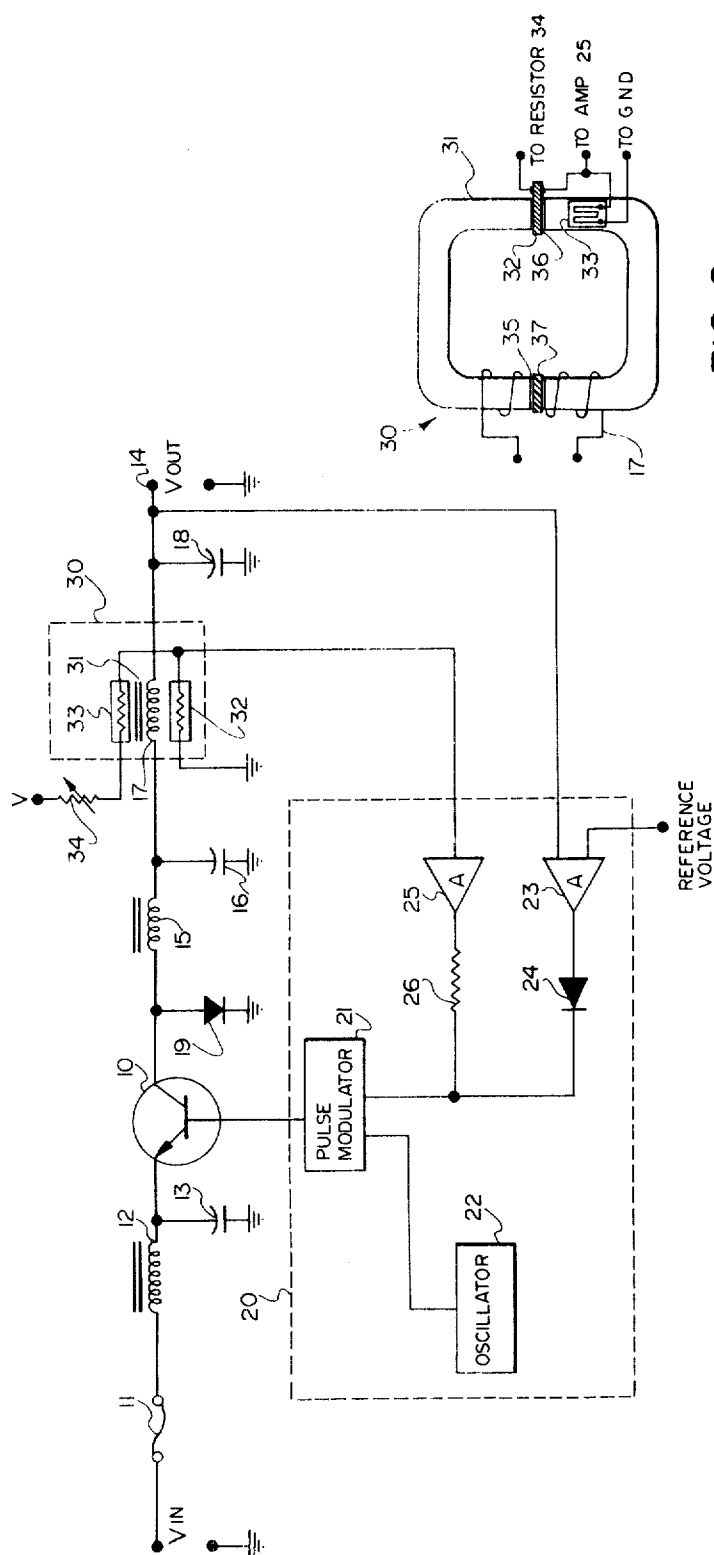 VIN
11
12
13
10
19
15
16
V
34
33
31
17
30
32
18
14
VOUT
20
OSCILLATOR
22
PULSE
MODULATOR
21
26
25
A
24
23
A
REFERENCE
VOLTAGE
30
17
35
37
32
36
33
31
TO RESISTOR 34
TO AMP 25
TO GND